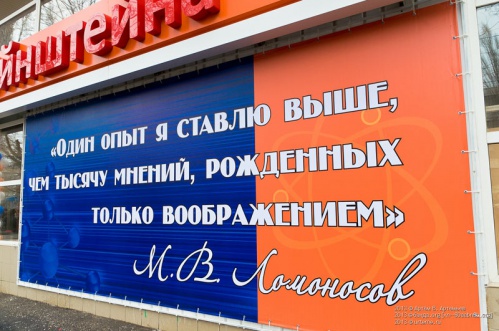 йнштейна
«Один опыт я ставлю выше,
чем тысячу мнений, рожденных
только воображением»
М.В. Ломоносов